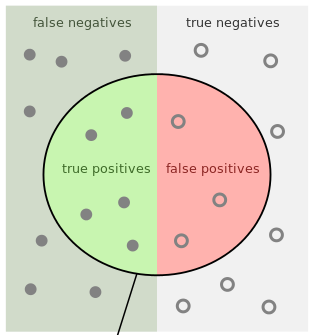 false negatives
true negatives
true positives
false positives